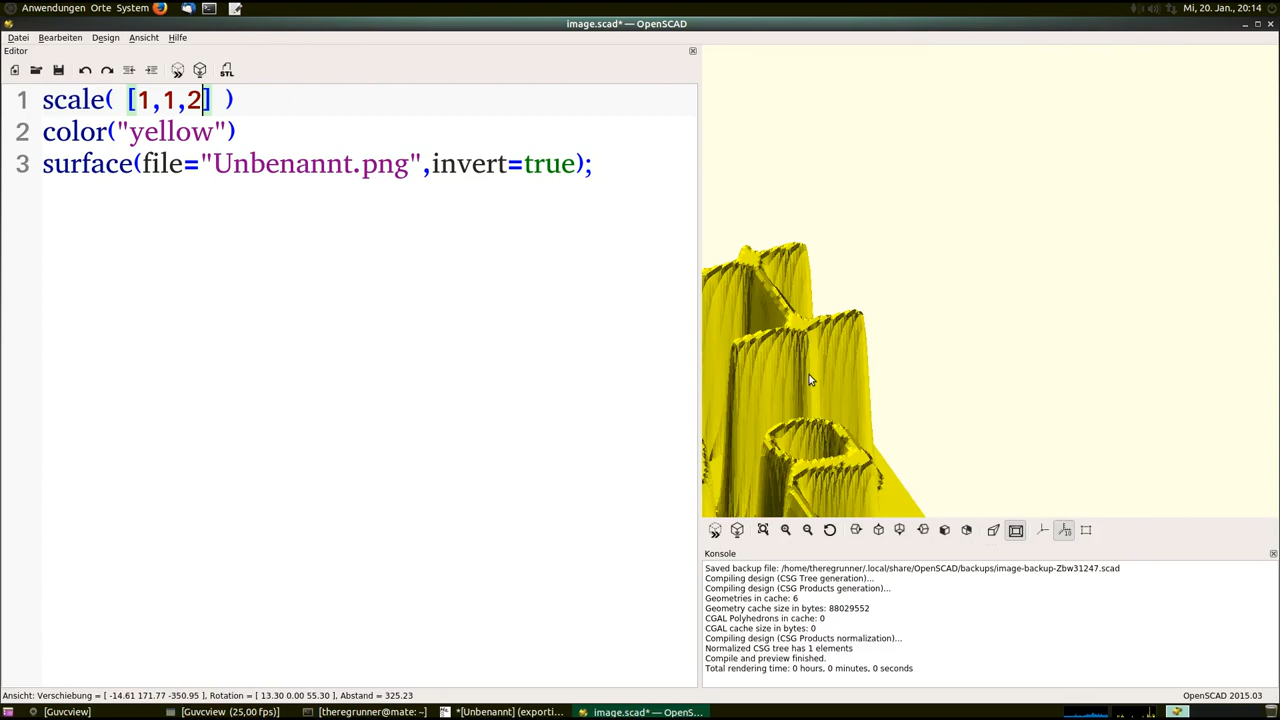 Anwendungen Orte System
Mi, 20. Jan., 20:14
image.scad* — OpenSCAD
Datei Bearbeiten Design Ansicht Hilfe
Editor
STL
1 scale( [1,1,2] )
2 color("yellow")
3 surface(file="Unbenannt.png",invert=true);
10
Konsole
Saved backup file: /home/theregrunner/.local/share/OpenSCAD/backups/image-backup-Zbw31247.scad
Compiling design (CSG Tree generation)...
Compiling design (CSG Products generation)...
Geometries in cache: 6
Geometry cache size in bytes: 88029552
CGAL Polyhedrons in cache: 0
CGAL cache size in bytes: 0
Compiling design (CSG Products normalization)...
Normalized CSG tree has 1 elements
Compile and preview finished.
Total rendering time: 0 hours, 0 minutes, 0 seconds
Ansicht: Verschiebung = [ -14.61 171.77 -350.95 ], Rotation = [ 13.30 0.00 55.30 ], Abstand = 325.23
OpenSCAD 2015.03
[Guvcview] [Guvcview (25,00 fps)] [theregrunner@mate: ~] *[Unbenannt] (exporti... image.scad* — OpenS...